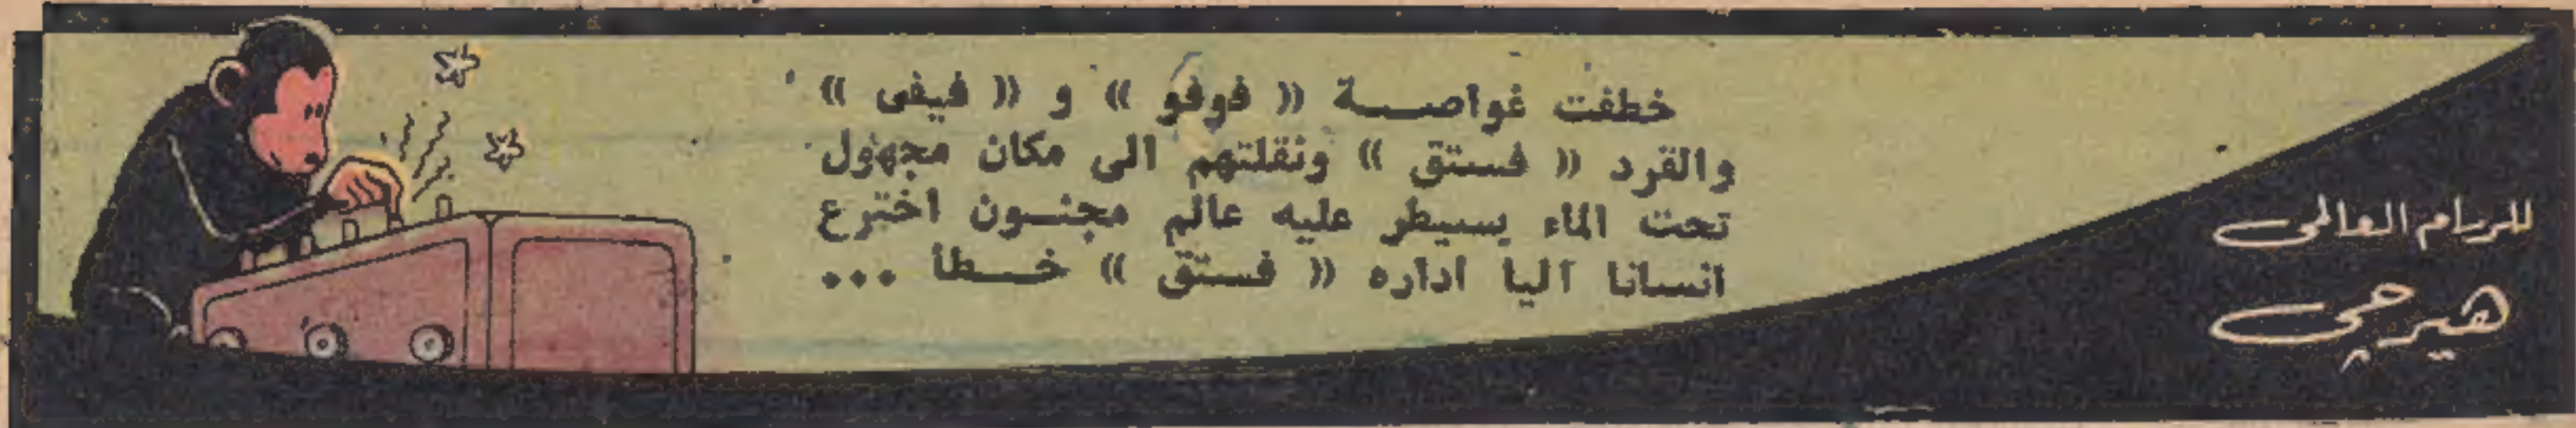 خطفت غواصة « فوفو » و « فيفى »
والقرد « فستق » ونقلتهم الى مكان مجهول
تحت الماء يسيطر عليه عالم مجنون اخترع
انسانا آليا اداره « فستق » خطأ ...
للرسام العالمى
هيرجى